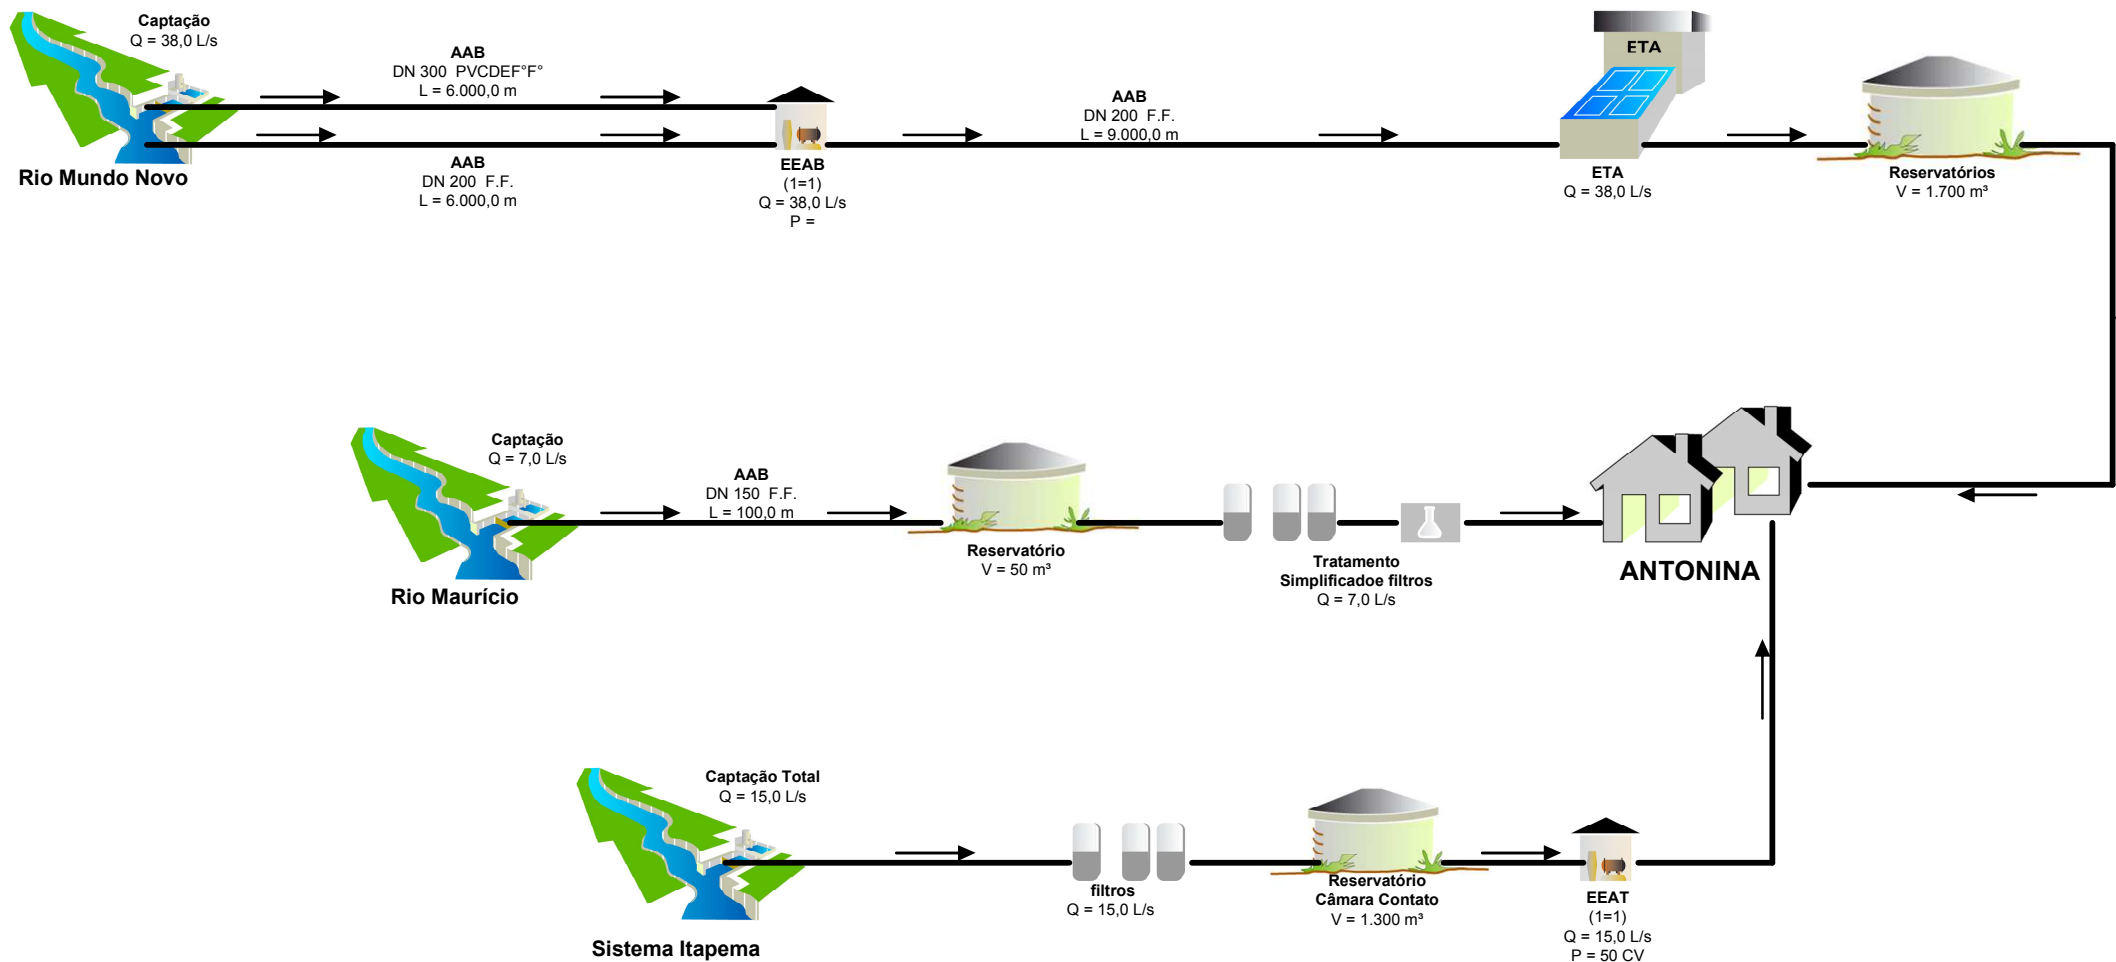 Captação
Q = 38,0 L/s
AAB
DN 300  PVCDEF°F°
L = 6.000,0 m
AAB
DN 200  F.F.
L = 6.000,0 m
Rio Mundo Novo
EEAB
(1=1)
Q = 38,0 L/s
P =
AAB
DN 200  F.F.
L = 9.000,0 m
ETA
ETA
Q = 38,0 L/s
Reservatórios
V = 1.700 m³
Captação
Q = 7,0 L/s
AAB
DN 150  F.F.
L = 100,0 m
Rio Maurício
Reservatório
V = 50 m³
Tratamento
Simplificadoe filtros
Q = 7,0 L/s
ANTONINA
Captação Total
Q = 15,0 L/s
Sistema Itapema
filtros
Q = 15,0 L/s
Reservatório
Câmara Contato
V = 1.300 m³
EEAT
(1=1)
Q = 15,0 L/s
P = 50 CV